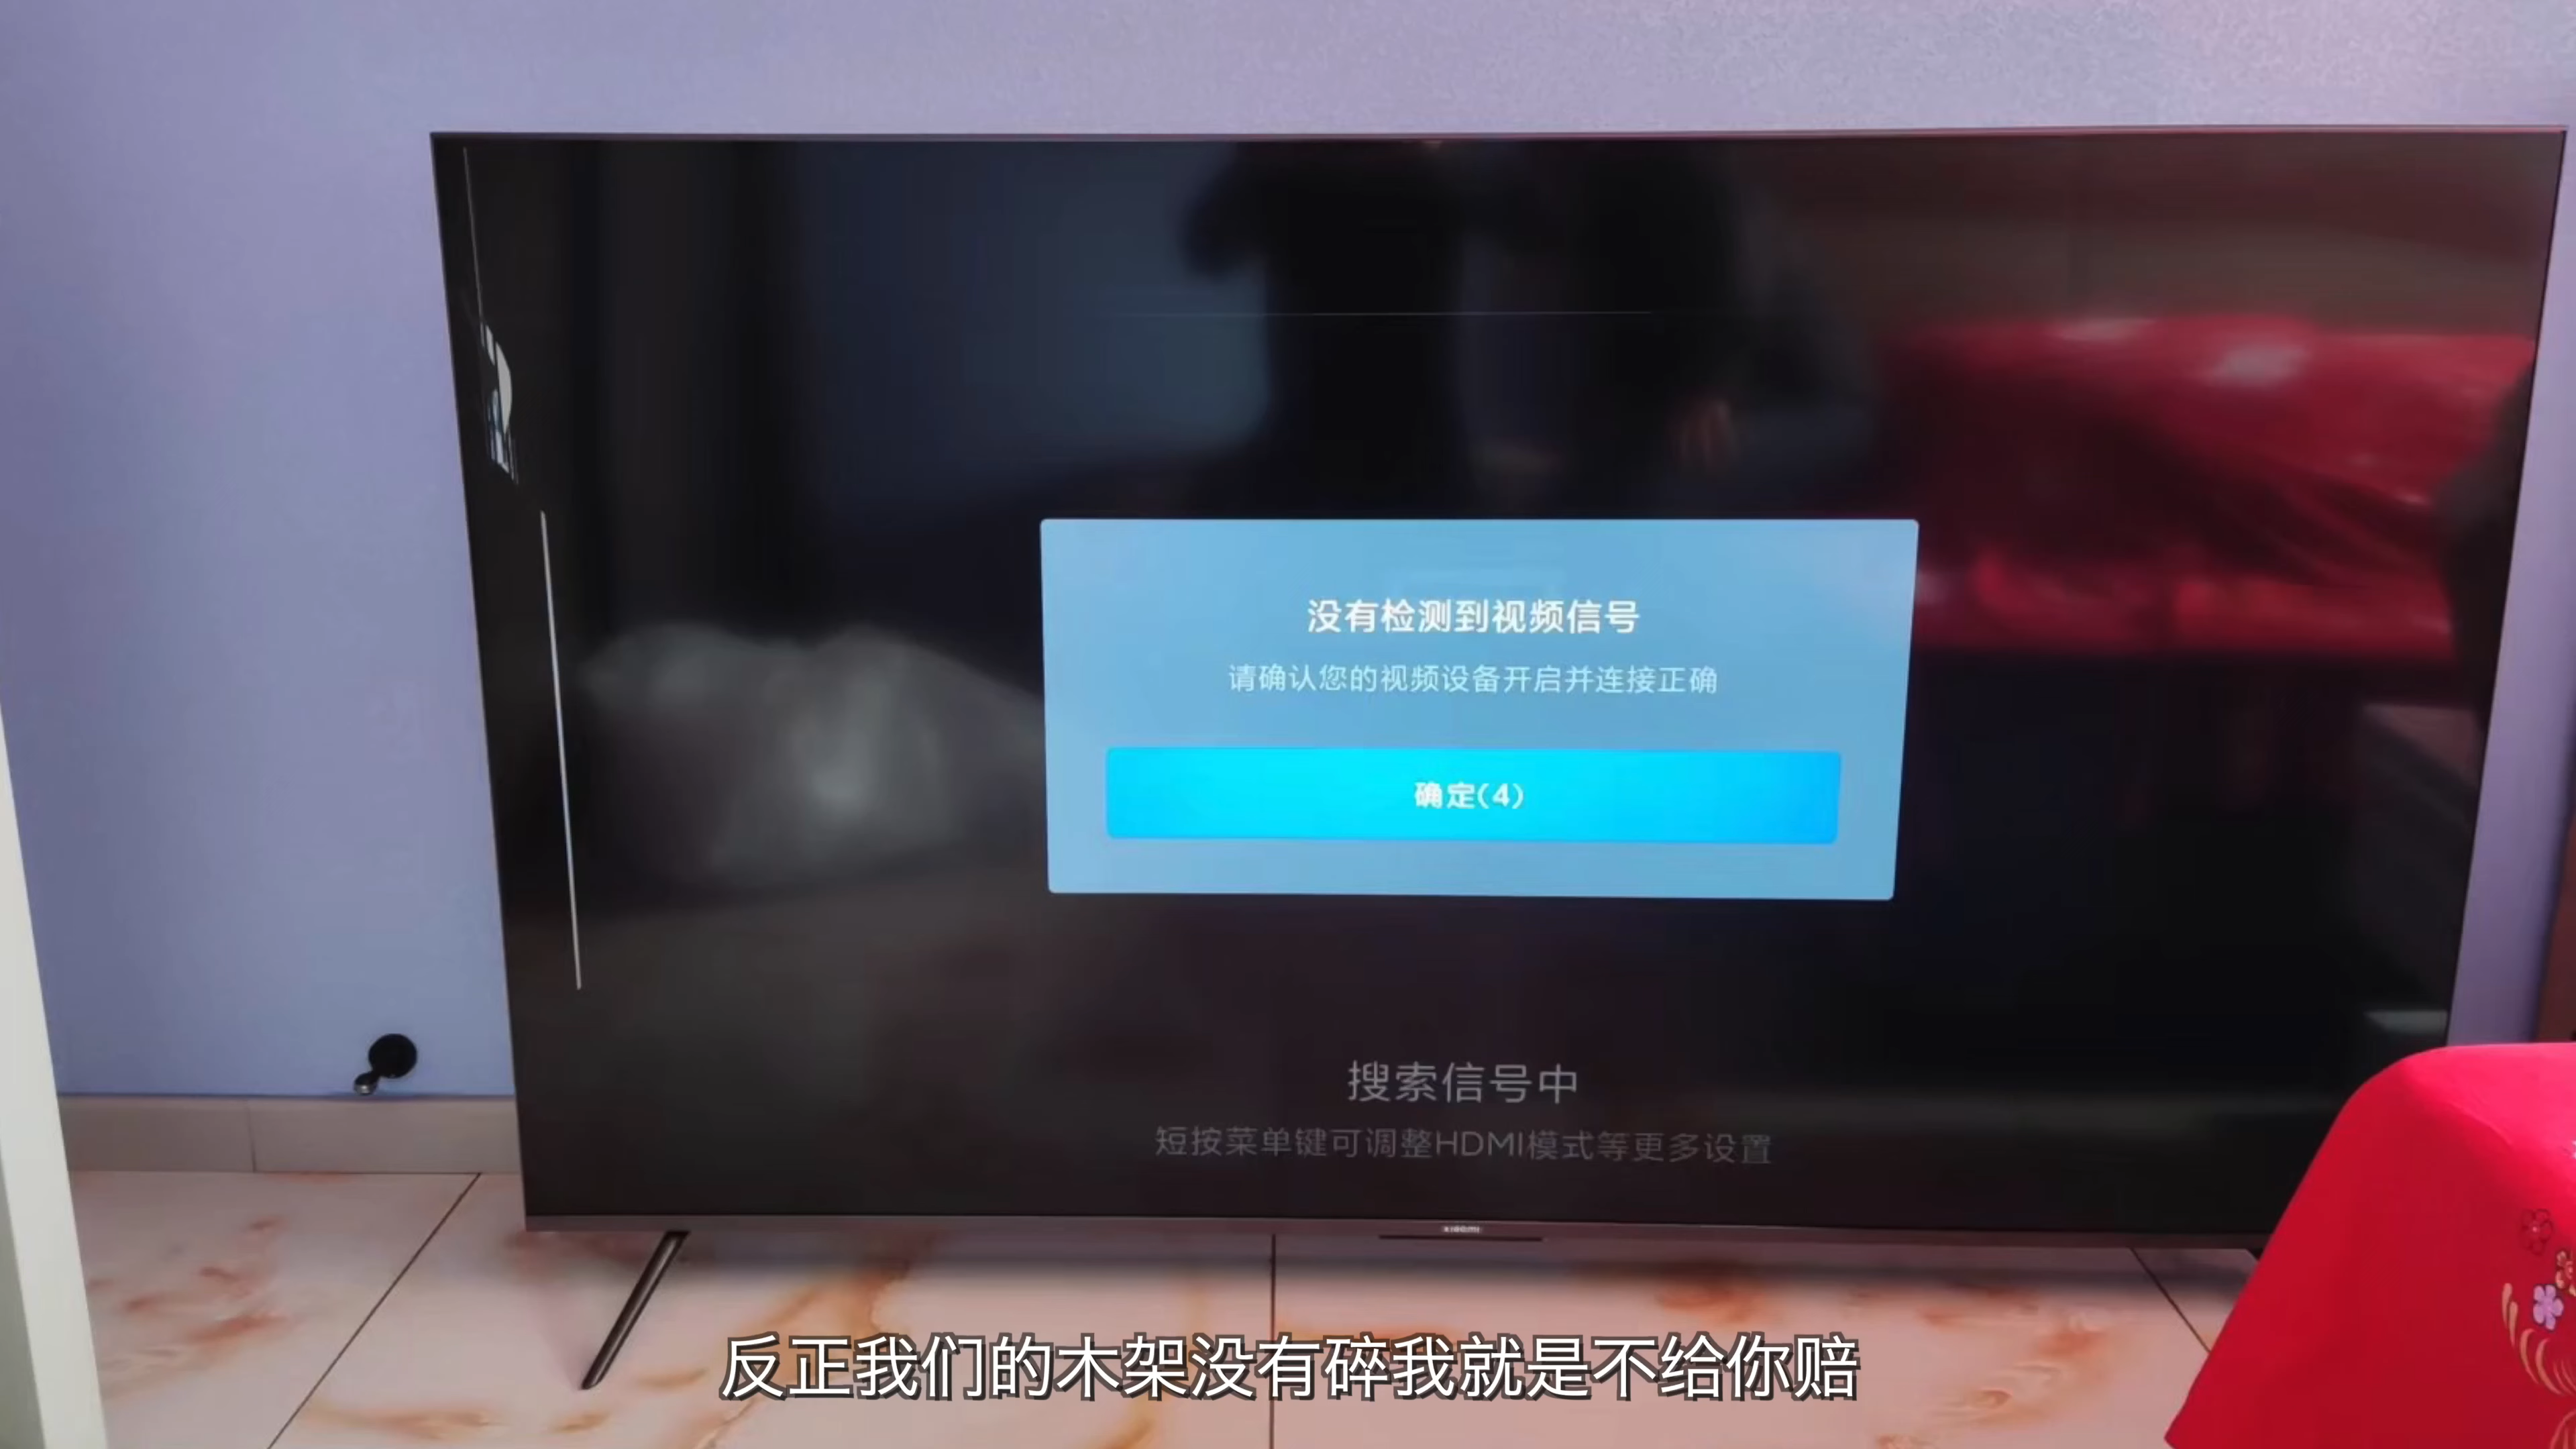 没有检测到视频信号
请确认您的视频设备开启并连接正确
确定(4)
搜索信号中
短按菜单键可调整HDMI模式等更多设置
xiaomi
反正我们的木架没有碎我就是不给你赔